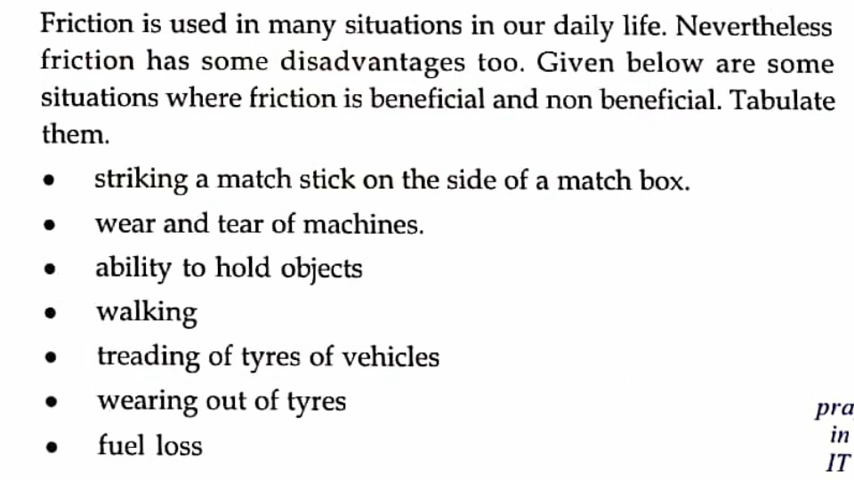 Friction is used in many situations in our daily life. Nevertheless
friction has some disadvantages too. Given below are some
situations where friction is beneficial and non beneficial. Tabulate
them.
• striking a match stick on the side of a match box.
• wear and tear of machines.
• ability to hold objects
• walking
• treading of tyres of vehicles
• wearing out of tyres
• fuel loss
pra
in
IT